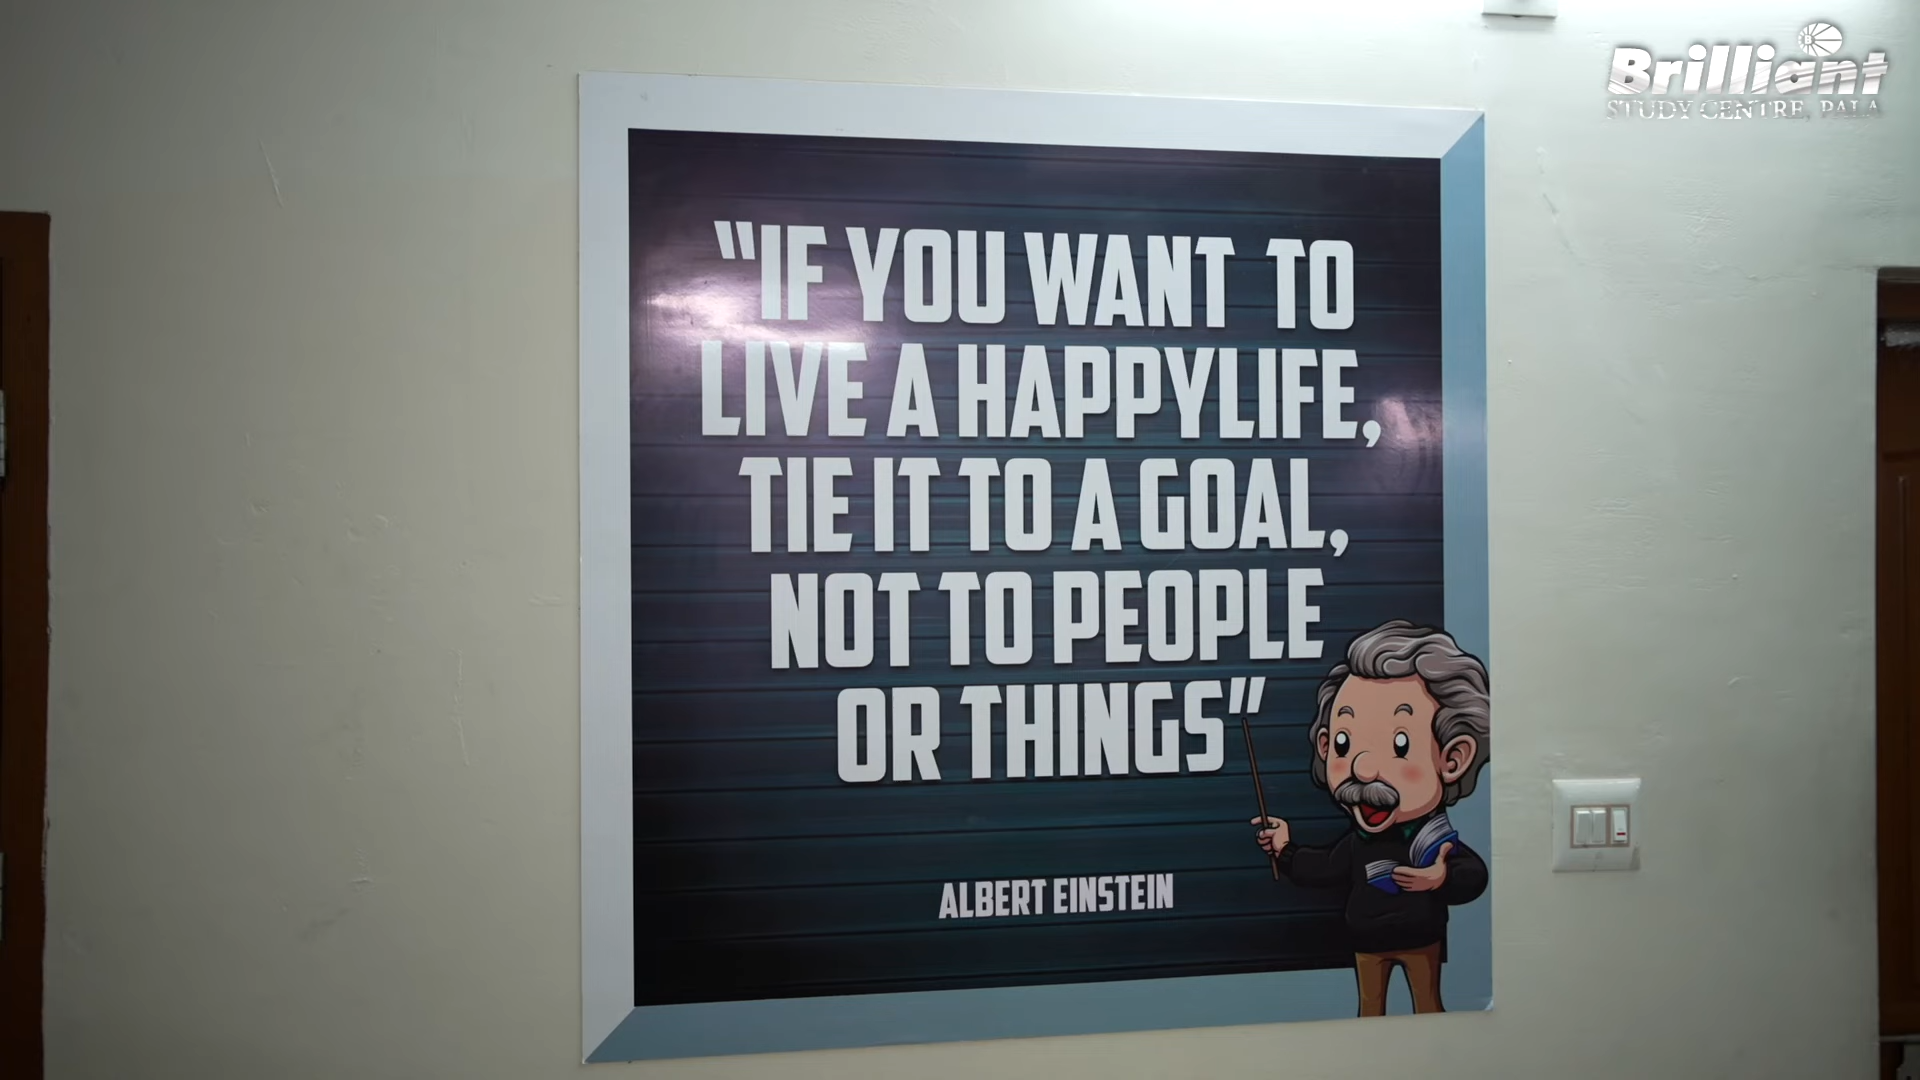 Brilliant
STUDY CENTRE, PALA
“IF YOU WANT TO
LIVE A HAPPYLIFE,
TIE IT TO A GOAL,
NOT TO PEOPLE
OR THINGS”
ALBERT EINSTEIN